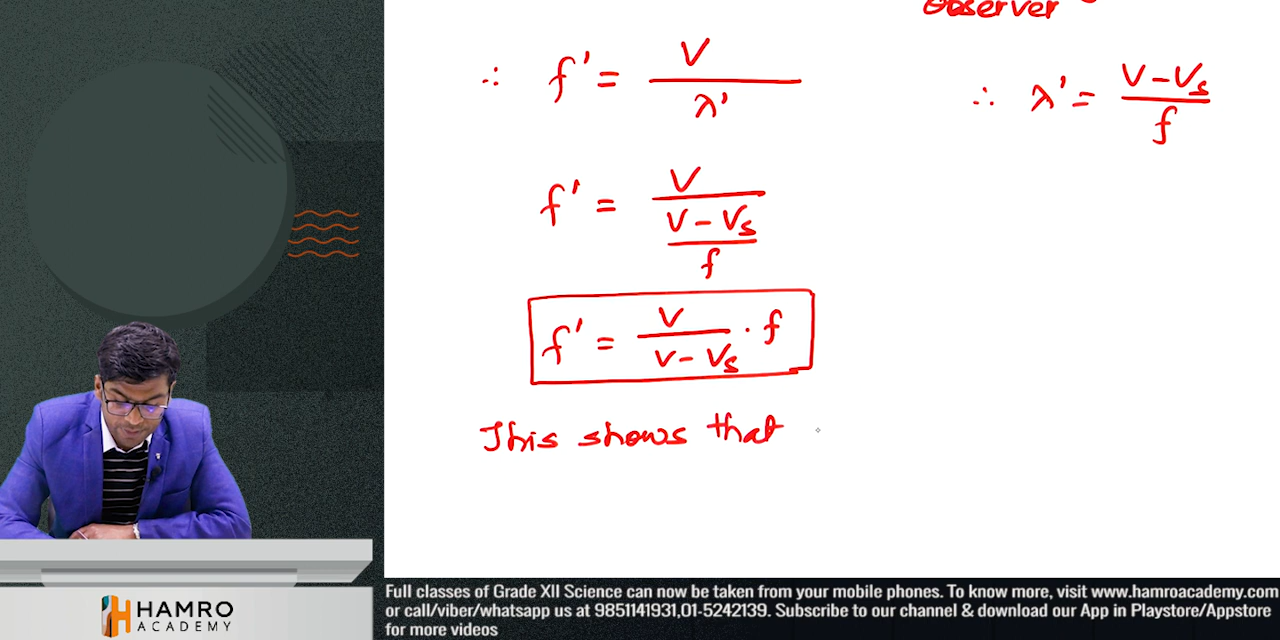 Observer
∴ f' = V / λ'
∴ λ' = V - Vs / f
f' = V / V - Vs / f
f' = V / V - Vs · f
This shows that
HAMRO
ACADEMY
Full classes of Grade XII Science can now be taken from your mobile phones. To know more, visit www.hamroacademy.com
or call/viber/whatsapp us at 9851141931,01-5242139. Subscribe to our channel & download our App in Playstore/Appstore
for more videos